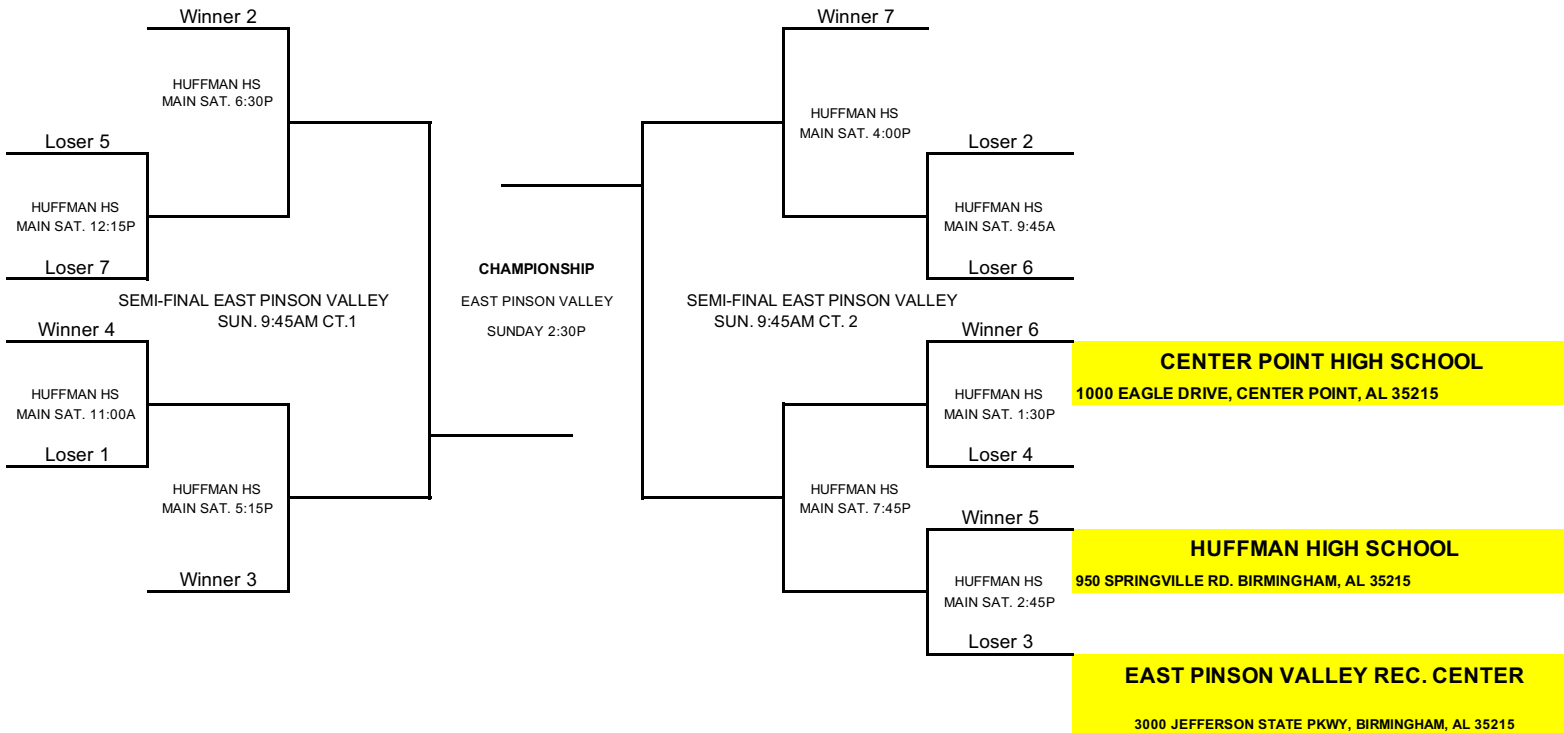 Winner 2
HUFFMAN HS
MAIN SAT. 6:30P
Loser 5
HUFFMAN HS
MAIN SAT. 12:15P
Loser 7
SEMI-FINAL EAST PINSON VALLEY
SUN. 9:45AM CT.1
Winner 4
HUFFMAN HS
MAIN SAT. 11:00A
Loser 1
HUFFMAN HS
MAIN SAT. 5:15P
Winner 3
CHAMPIONSHIP
EAST PINSON VALLEY
SUNDAY 2:30P
Winner 7
HUFFMAN HS
MAIN SAT. 4:00P
Loser 2
HUFFMAN HS
MAIN SAT. 9:45A
Loser 6
SEMI-FINAL EAST PINSON VALLEY
SUN. 9:45AM CT. 2
Winner 6
HUFFMAN HS
MAIN SAT. 1:30P
Loser 4
HUFFMAN HS
MAIN SAT. 7:45P
Winner 5
HUFFMAN HS
MAIN SAT. 2:45P
Loser 3
CENTER POINT HIGH SCHOOL
1000 EAGLE DRIVE, CENTER POINT, AL 35215
HUFFMAN HIGH SCHOOL
950 SPRINGVILLE RD. BIRMINGHAM, AL 35215
EAST PINSON VALLEY REC. CENTER
3000 JEFFERSON STATE PKWY, BIRMINGHAM, AL 35215